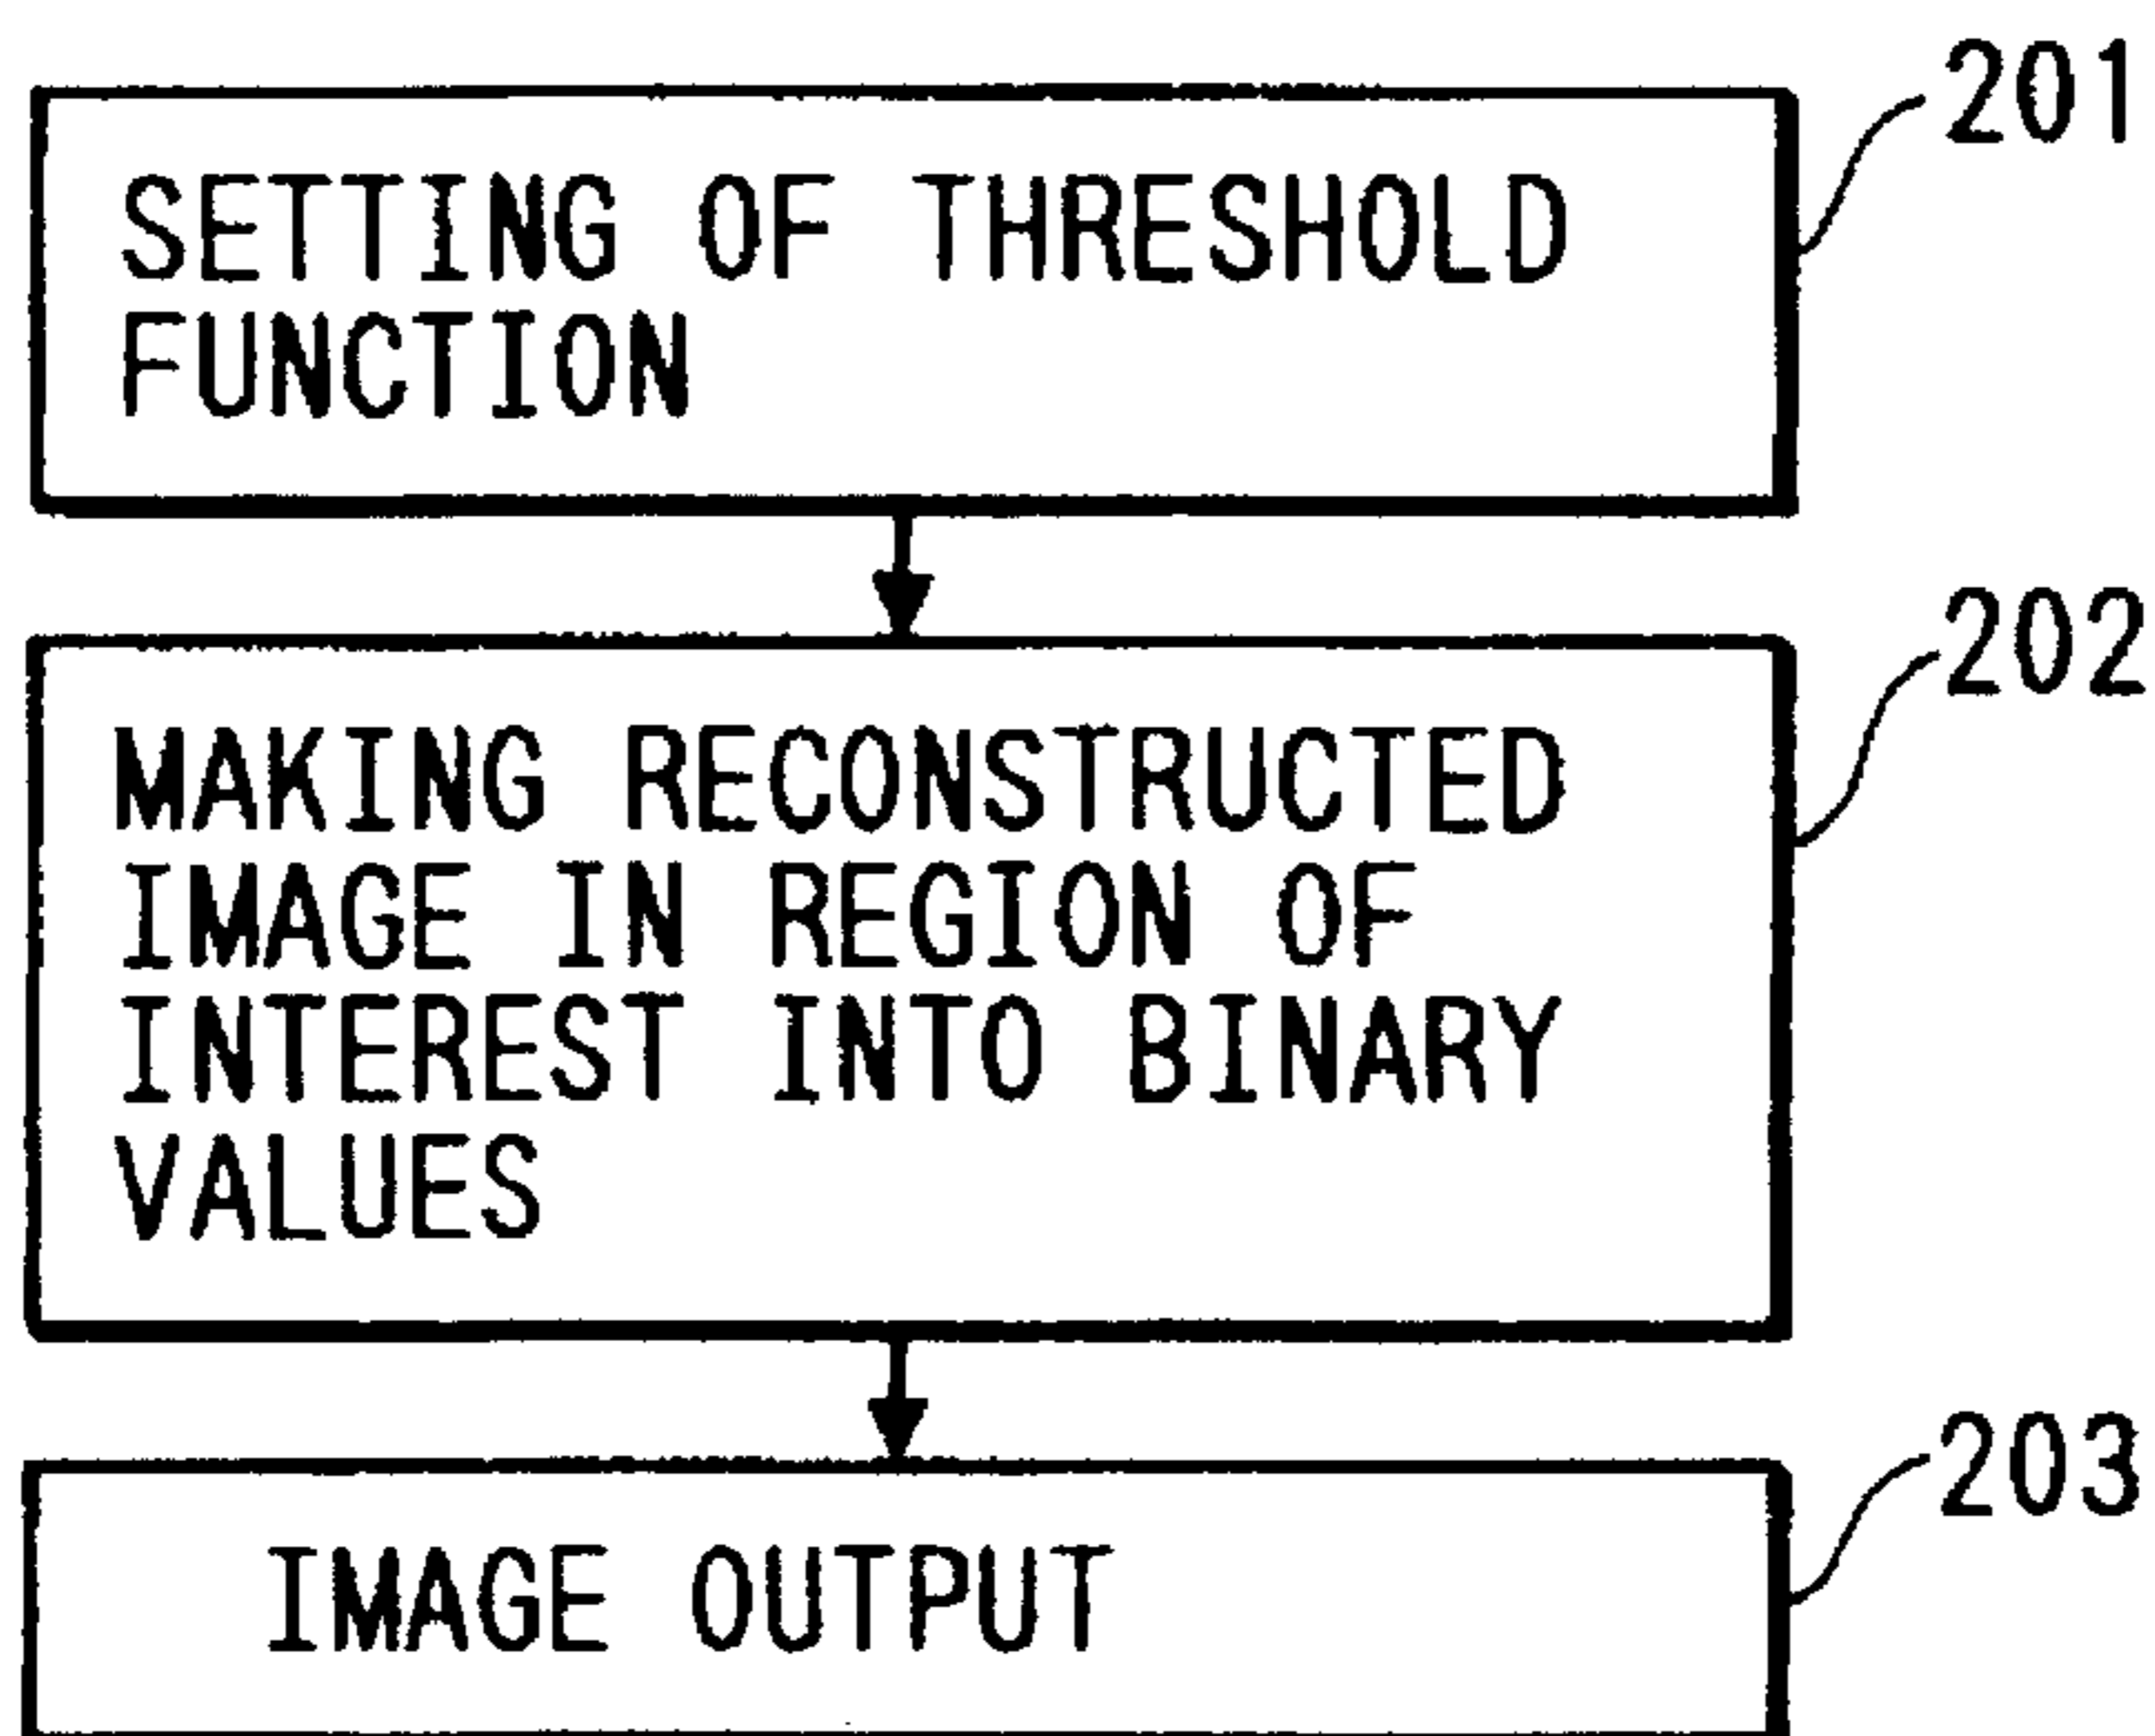 201
SETTING OF THRESHOLD
FUNCTION
202
MAKING RECONSTRUCTED
IMAGE IN REGION OF
INTEREST INTO BINARY
VALUES
203
IMAGE OUTPUT